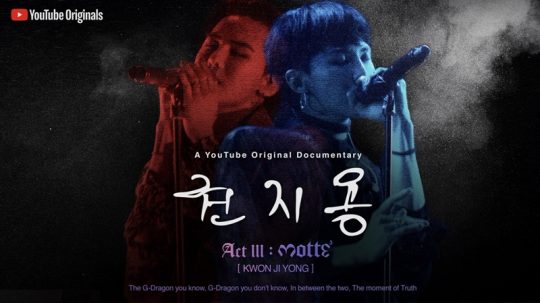 YouTube Originals
A YouTube Original Documentary
권지용
Act III : MOTTE
[ KWON JI YONG ]
The G-Dragon you know, G-Dragon you don't know, In between the two, The moment of Truth